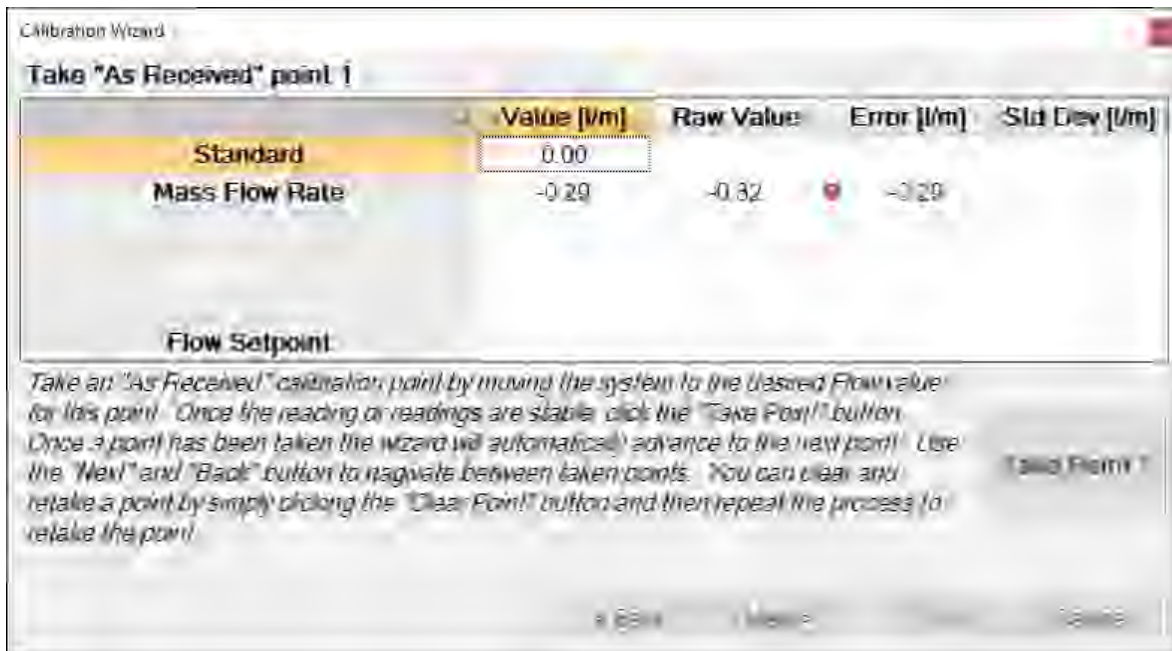 Calibration Wizard
Take "As Received" point 1
Value [l/m] Raw Value Error [l/m] Std Dev [l/m]
Standard 0.00
Mass Flow Rate -0.29 -0.32 -0.29
Flow Setpoint
Take an "As Received" calibration point by moving the system to the desired Flow value
for this point. Once the reading or readings are stable, click the "Take Point" button.
Once a point has been taken the wizard will automatically advance to the next point. Use
the "Next" and "Back" button to nagivate between taken points. You can clear and
retake a point by simply clicking the "Clear Point" button and then repeat the process to
retake the point.
Take Point 1
< Back Next > Cancel